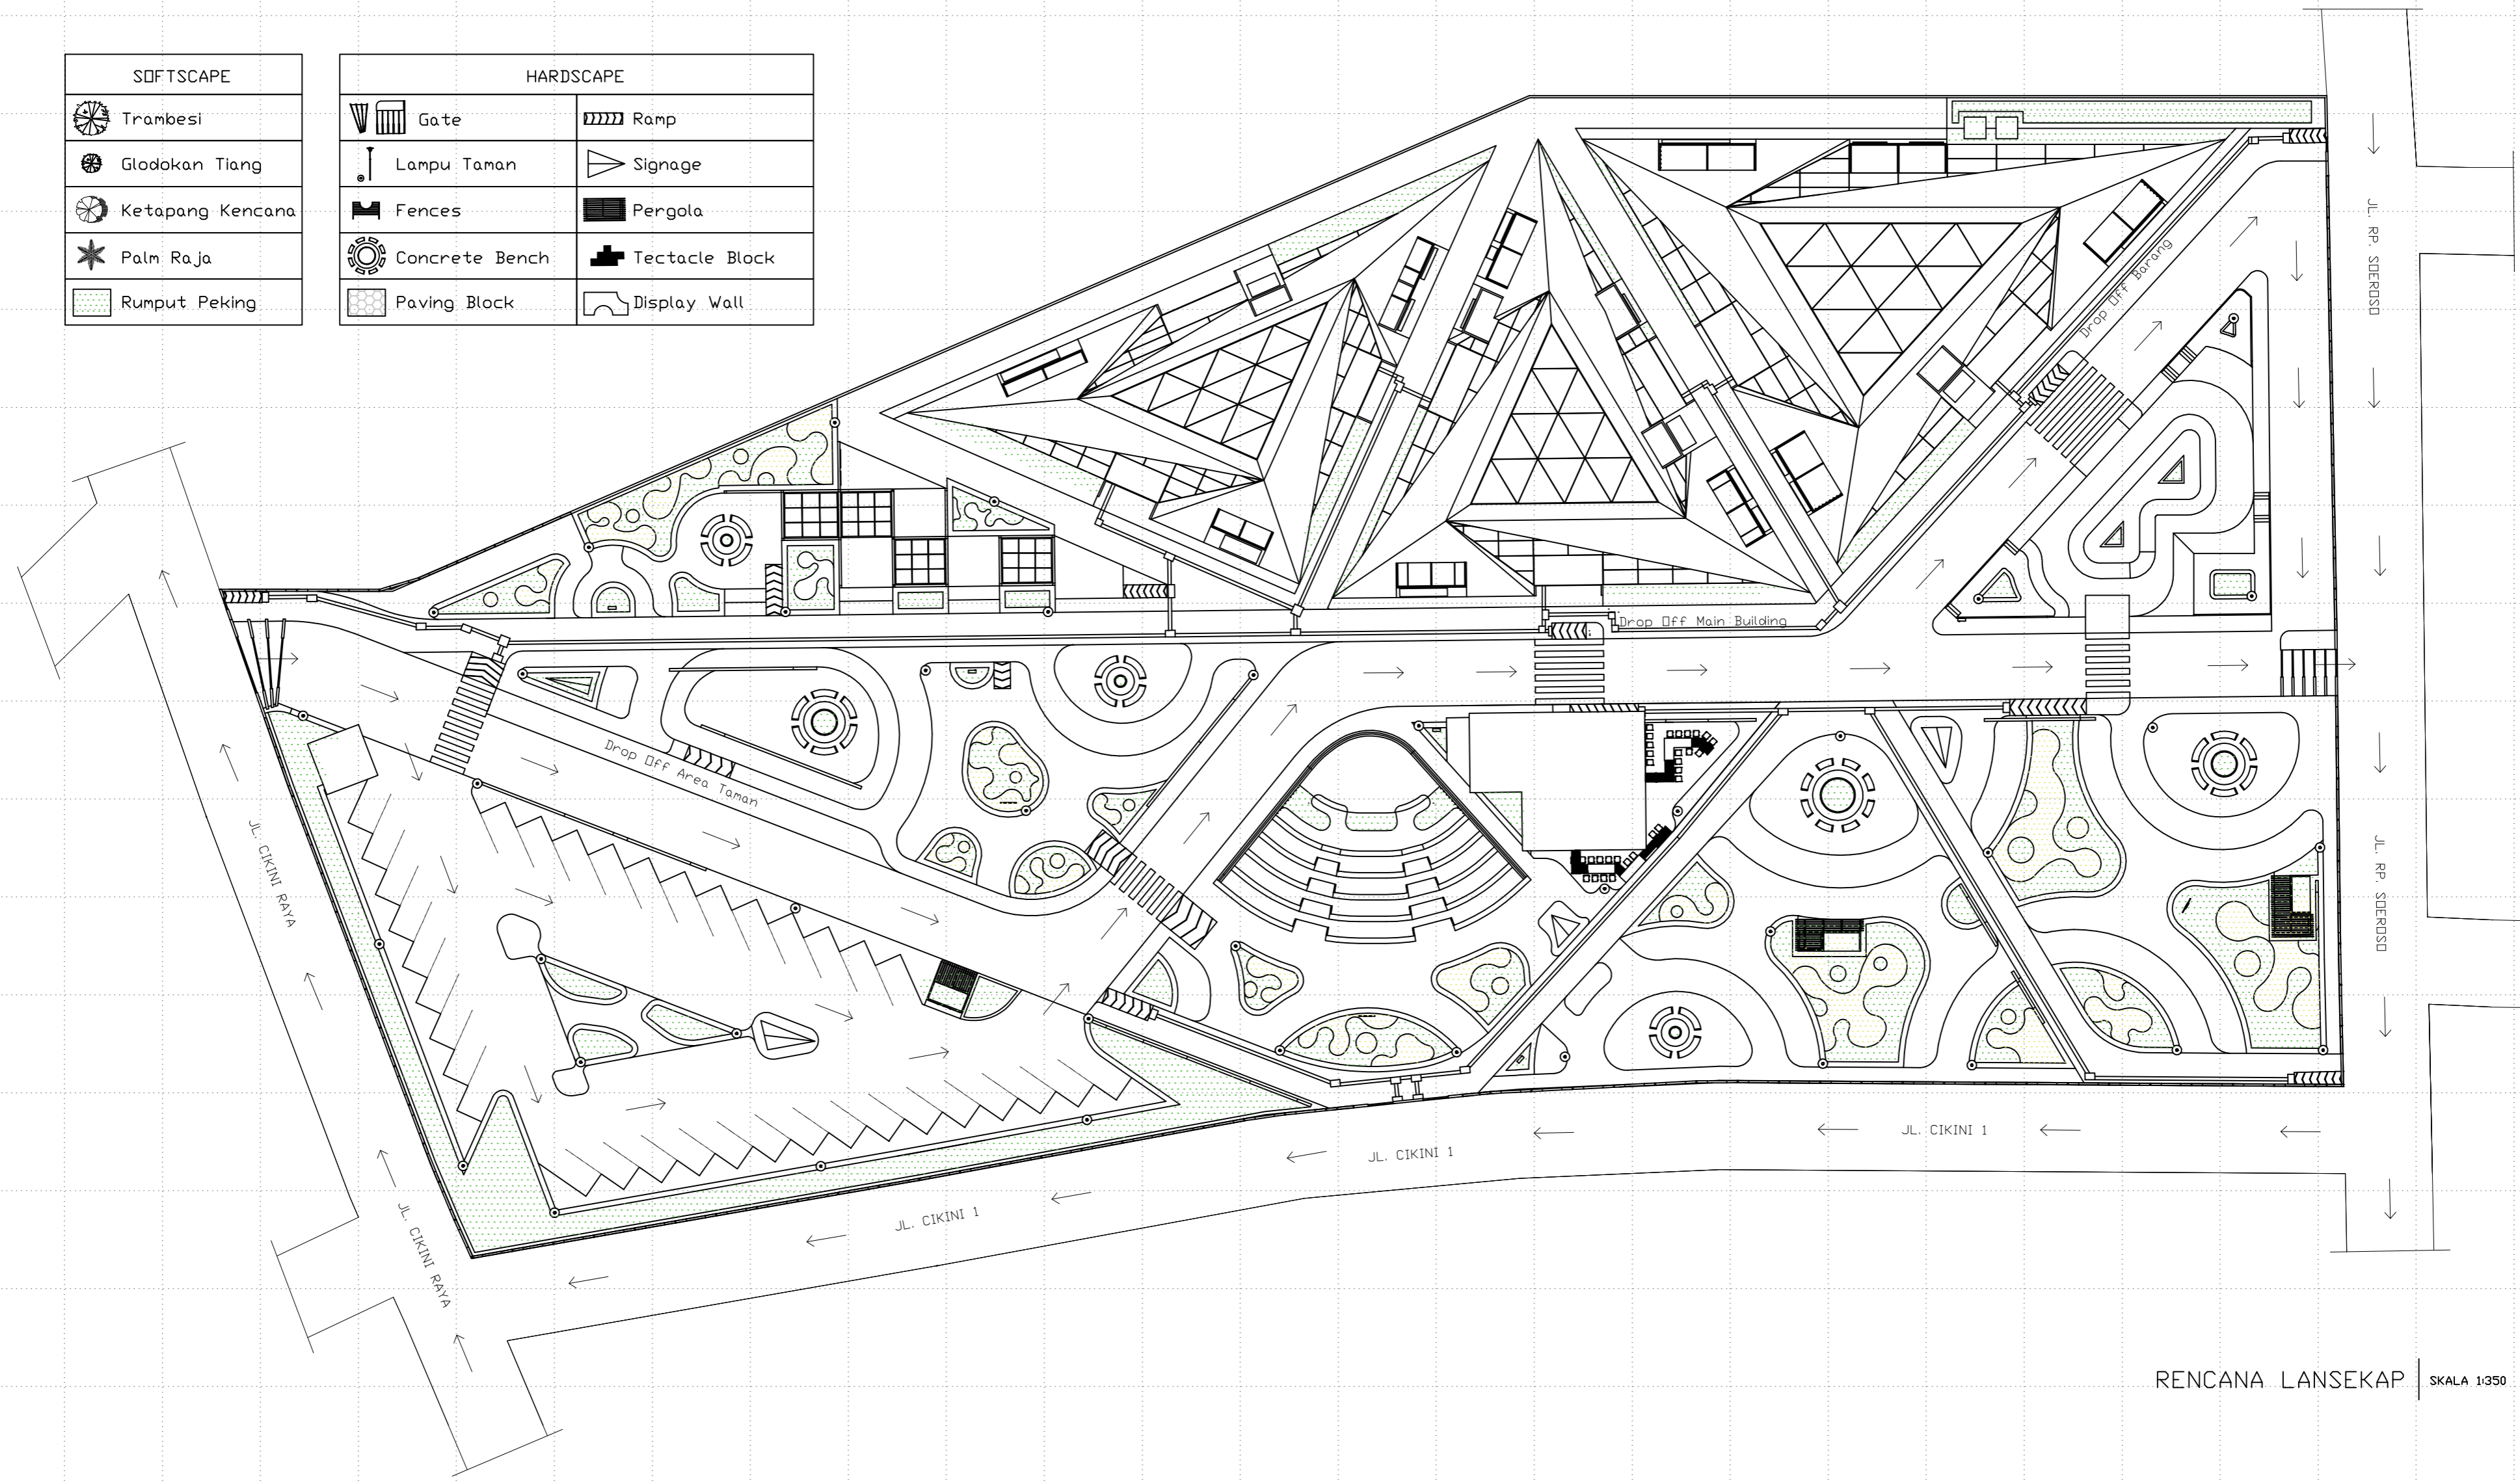 SOFTSCAPE
Trambesi
Glodokan Tiang
Ketapang Kencana
Palm Raja
Rumput Peking
HARDSCAPE
Gate
Ramp
Lampu Taman
Signage
Fences
Pergola
Concrete Bench
Tectacle Block
Paving Block
Display Wall
JL. RP. SOEROSO
Drop Off Barang
Drop Off Main Building
Drop Off Area Taman
JL. CIKINI RAYA
JL. RP. SOEROSO
JL. CIKINI 1
JL. CIKINI 1
JL. CIKINI 1
JL. CIKINI RAYA
RENCANA LANSEKAP
SKALA 1:350